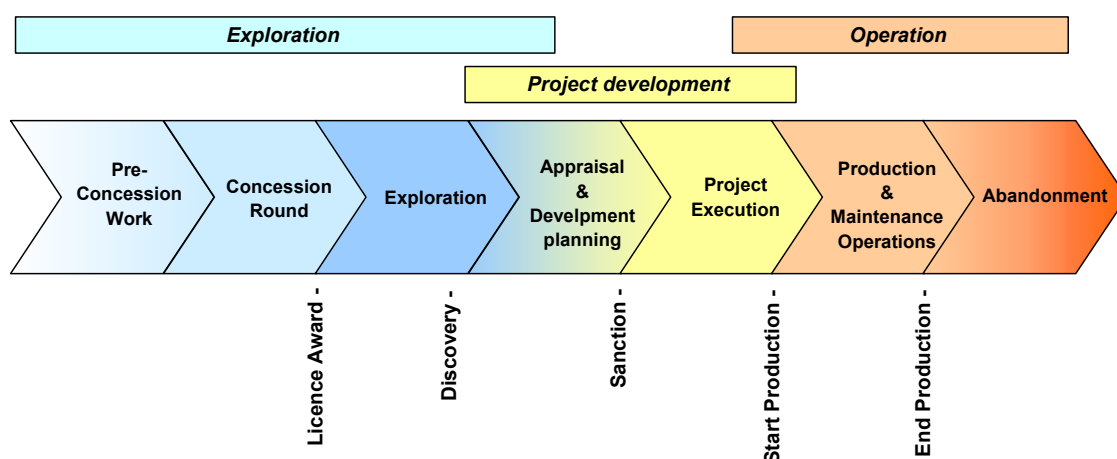 Exploration
Operation
Project development
Pre-
Concession
Work
Concession
Round
Exploration
Appraisal
&
Develpment
planning
Project
Execution
Production
&
Maintenance
Operations
Abandonment
Licence Award -
Discovery -
Sanction -
Start Production -
End Production -